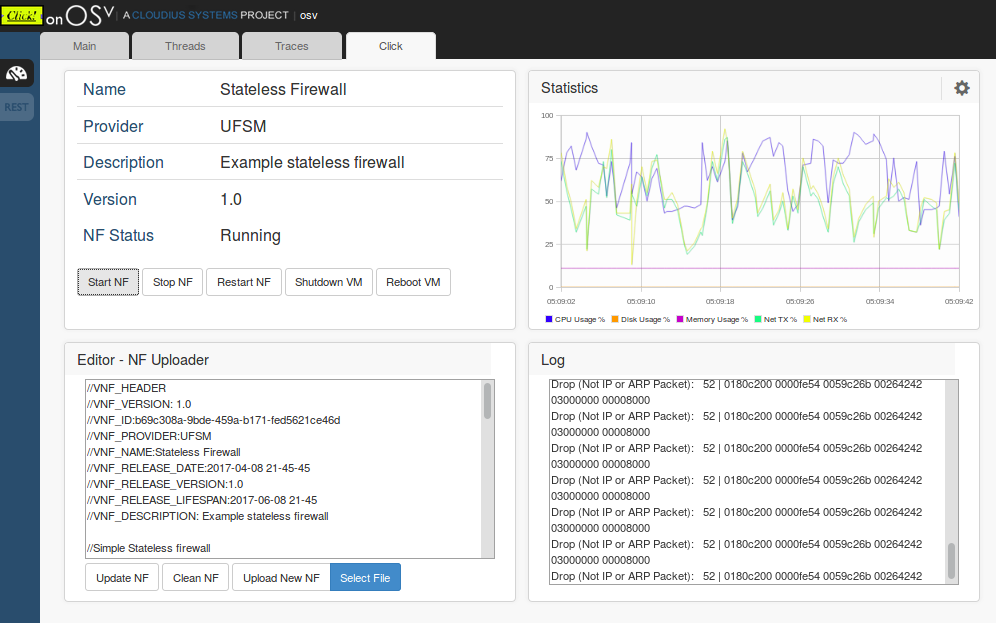 Click! on OSv | A CLOUDIUS SYSTEMS PROJECT | osv
Main Threads Traces Click
REST
Name Stateless Firewall
Provider UFSM
Description Example stateless firewall
Version 1.0
NF Status Running
Start NF Stop NF Restart NF Shutdown VM Reboot VM
Statistics
100
75
50
25
0
05:09:02 05:09:10 05:09:18 05:09:26 05:09:34 05:09:42
CPU Usage % Disk Usage % Memory Usage % Net TX % Net RX %
Editor - NF Uploader
//VNF_HEADER
//VNF_VERSION: 1.0
//VNF_ID:b69c308a-9bde-459a-b171-fed5621ce46d
//VNF_PROVIDER:UFSM
//VNF_NAME:Stateless Firewall
//VNF_RELEASE_DATE:2017-04-08 21-45-45
//VNF_RELEASE_VERSION:1.0
//VNF_RELEASE_LIFESPAN:2017-06-08 21-45
//VNF_DESCRIPTION: Example stateless firewall
//Simple Stateless firewall
Update NF Clean NF Upload New NF Select File
Log
Drop (Not IP or ARP Packet): 52 | 0180c200 0000fe54 0059c26b 00264242
03000000 00008000
Drop (Not IP or ARP Packet): 52 | 0180c200 0000fe54 0059c26b 00264242
03000000 00008000
Drop (Not IP or ARP Packet): 52 | 0180c200 0000fe54 0059c26b 00264242
03000000 00008000
Drop (Not IP or ARP Packet): 52 | 0180c200 0000fe54 0059c26b 00264242
03000000 00008000
Drop (Not IP or ARP Packet): 52 | 0180c200 0000fe54 0059c26b 00264242
03000000 00008000
Drop (Not IP or ARP Packet): 52 | 0180c200 0000fe54 0059c26b 00264242
03000000 00008000
Drop (Not IP or ARP Packet): 52 | 0180c200 0000fe54 0059c26b 00264242